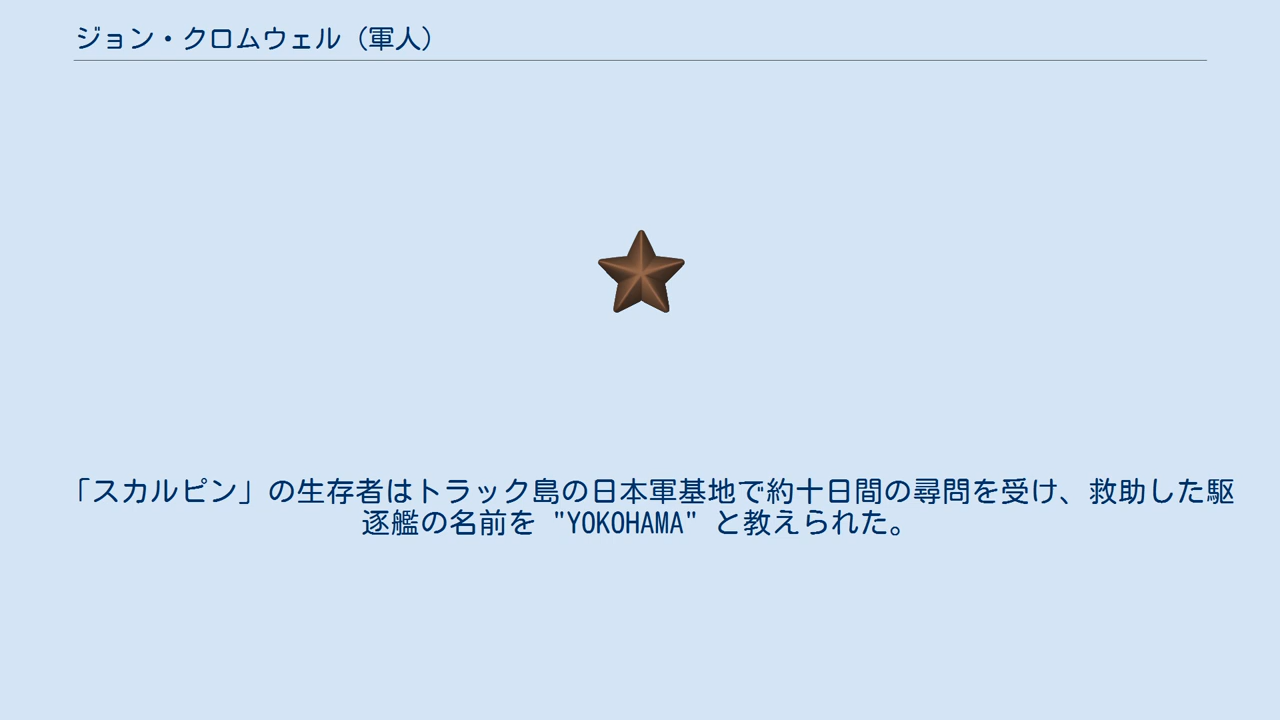 ジョン・クロムウェル（軍人）
「スカルピン」の生存者はトラック島の日本軍基地で約十日間の尋問を受け、救助した駆
逐艦の名前を "YOKOHAMA" と教えられた。